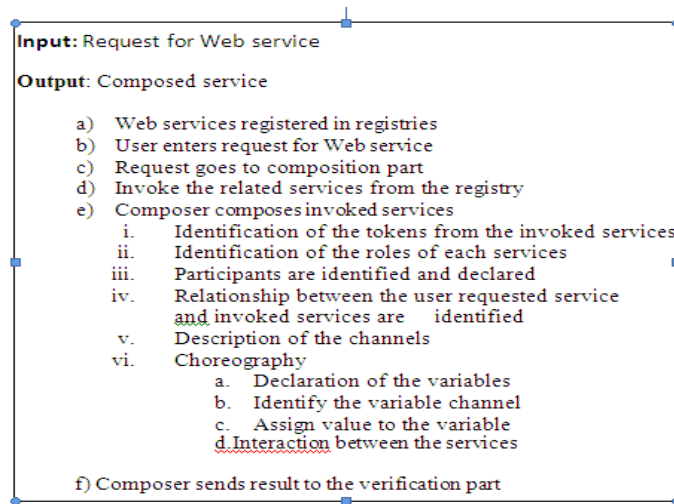 Input: Request for Web service
Output: Composed service
a) Web services registered in registries
b) User enters request for Web service
c) Request goes to composition part
d) Invoke the related services from the registry
e) Composer composes invoked services
i. Identification of the tokens from the invoked services
ii. Identification of the roles of each services
iii. Participants are identified and declared
iv. Relationship between the user requested service
and invoked services are identified
v. Description of the channels
vi. Choreography
a. Declaration of the variables
b. Identify the variable channel
c. Assign value to the variable
d.Interaction between the services
f) Composer sends result to the verification part